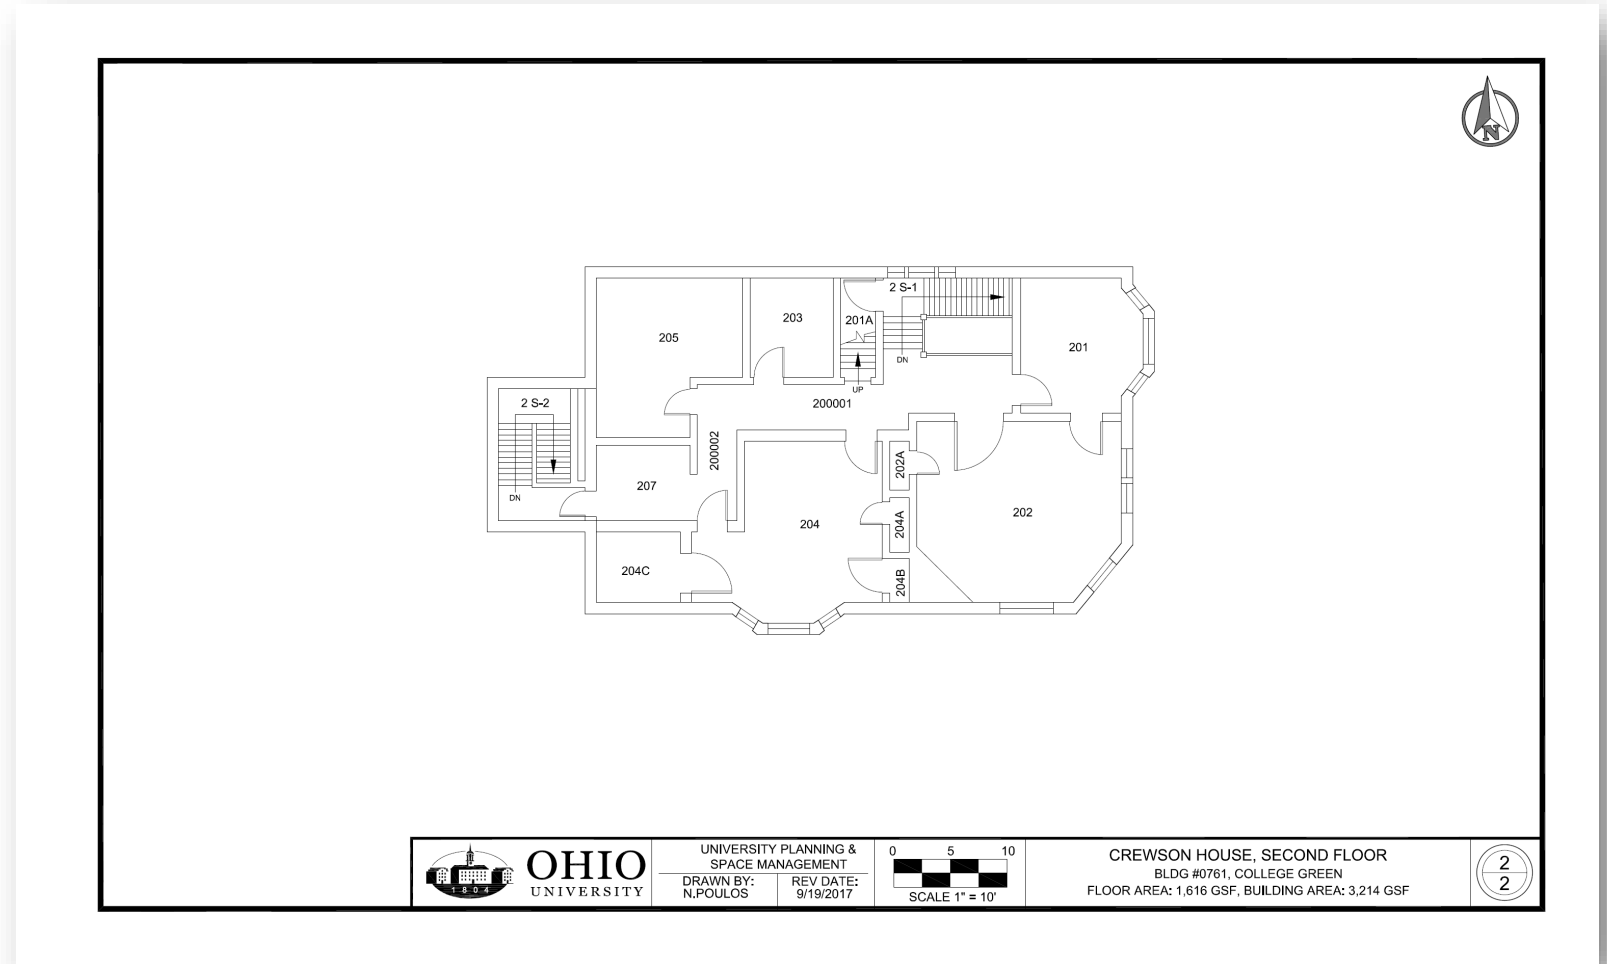 N
2 S-1
203
201A
205
201
DN
UP
2 S-2
200001
200002
202A
207
DN
204
204A
202
204C
204B
1804
OHIO
UNIVERSITY
UNIVERSITY PLANNING &
SPACE MANAGEMENT
DRAWN BY:
N.POULOS
REV DATE:
9/19/2017
0 5 10
SCALE 1" = 10'
CREWSON HOUSE, SECOND FLOOR
BLDG #0761, COLLEGE GREEN
FLOOR AREA: 1,616 GSF, BUILDING AREA: 3,214 GSF
2
2